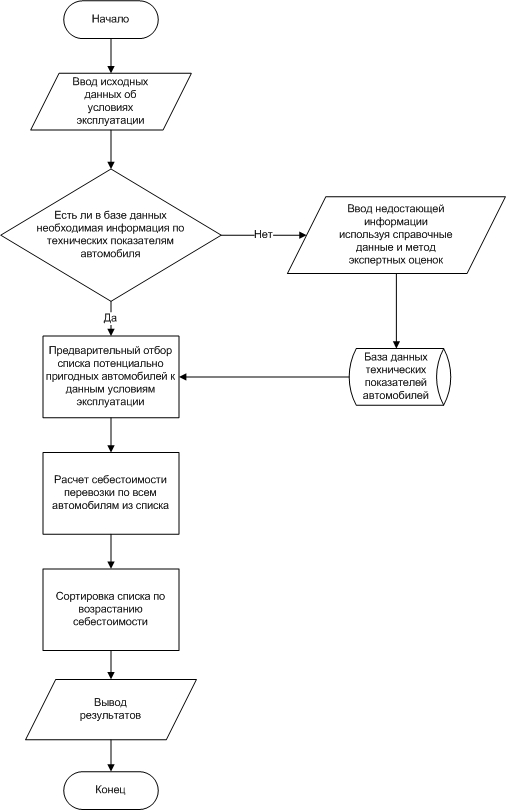 Начало
Ввод исходных
данных об
условиях
эксплуатации
Есть ли в базе данных
необходимая информация по
технических показателям
автомобиля
Нет
Ввод недостающей
информации
используя справочные
данные и метод
экспертных оценок
Да
База данных
технических
показателей
автомобилей
Предварительный отбор
списка потенциально
пригодных автомобилей к
данным условиям
эксплуатации
Расчет себестоимости
перевозки по всем
автомобилям из списка
Сортировка списка по
возрастанию
себестоимости
Вывод
результатов
Конец